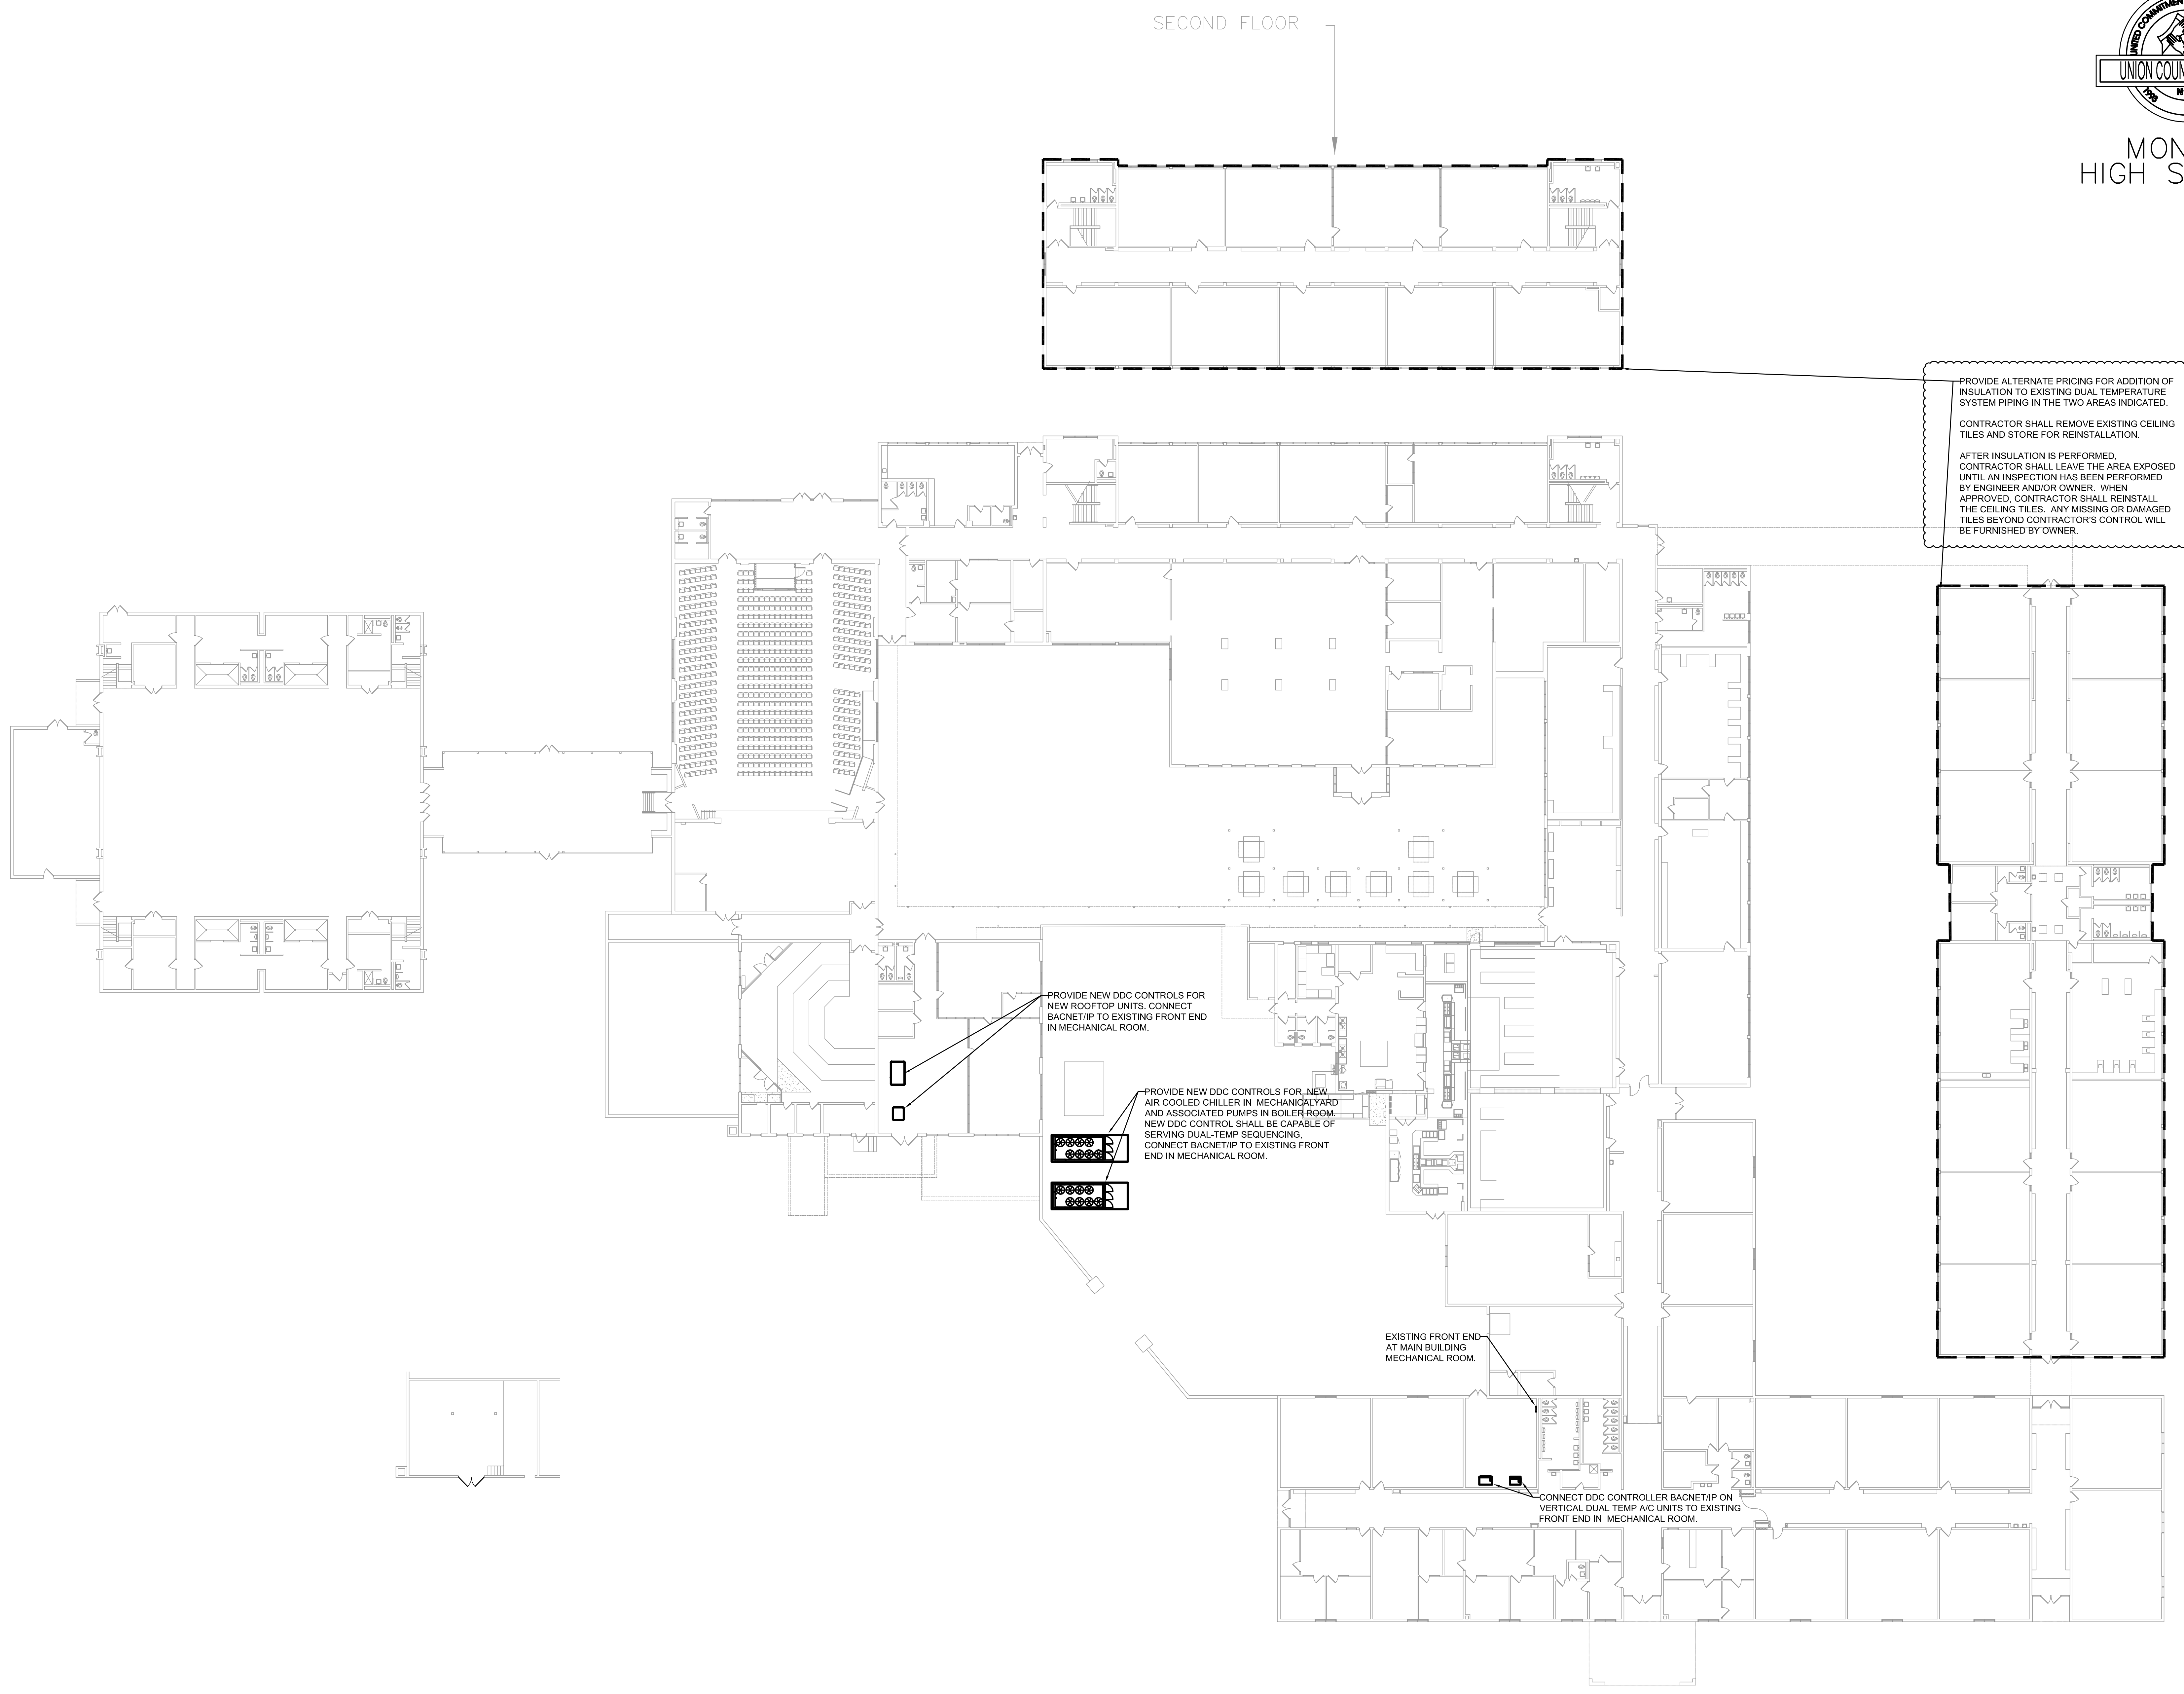 SECOND FLOOR
UNITED COMMITMENT
UNION COUN
1993
MON
HIGH S
PROVIDE ALTERNATE PRICING FOR ADDITION OF
INSULATION TO EXISTING DUAL TEMPERATURE
SYSTEM PIPING IN THE TWO AREAS INDICATED.
CONTRACTOR SHALL REMOVE EXISTING CEILING
TILES AND STORE FOR REINSTALLATION.
AFTER INSULATION IS PERFORMED,
CONTRACTOR SHALL LEAVE THE AREA EXPOSED
UNTIL AN INSPECTION HAS BEEN PERFORMED
BY ENGINEER AND/OR OWNER. WHEN
APPROVED, CONTRACTOR SHALL REINSTALL
THE CEILING TILES. ANY MISSING OR DAMAGED
TILES BEYOND CONTRACTOR'S CONTROL WILL
BE FURNISHED BY OWNER.
PROVIDE NEW DDC CONTROLS FOR
NEW ROOFTOP UNITS. CONNECT
BACNET/IP TO EXISTING FRONT END
IN MECHANICAL ROOM.
PROVIDE NEW DDC CONTROLS FOR NEW
AIR COOLED CHILLER IN MECHANICALYARD
AND ASSOCIATED PUMPS IN BOILER ROOM.
NEW DDC CONTROL SHALL BE CAPABLE OF
SERVING DUAL-TEMP SEQUENCING,
CONNECT BACNET/IP TO EXISTING FRONT
END IN MECHANICAL ROOM.
EXISTING FRONT END
AT MAIN BUILDING
MECHANICAL ROOM.
CONNECT DDC CONTROLLER BACNET/IP ON
VERTICAL DUAL TEMP A/C UNITS TO EXISTING
FRONT END IN MECHANICAL ROOM.